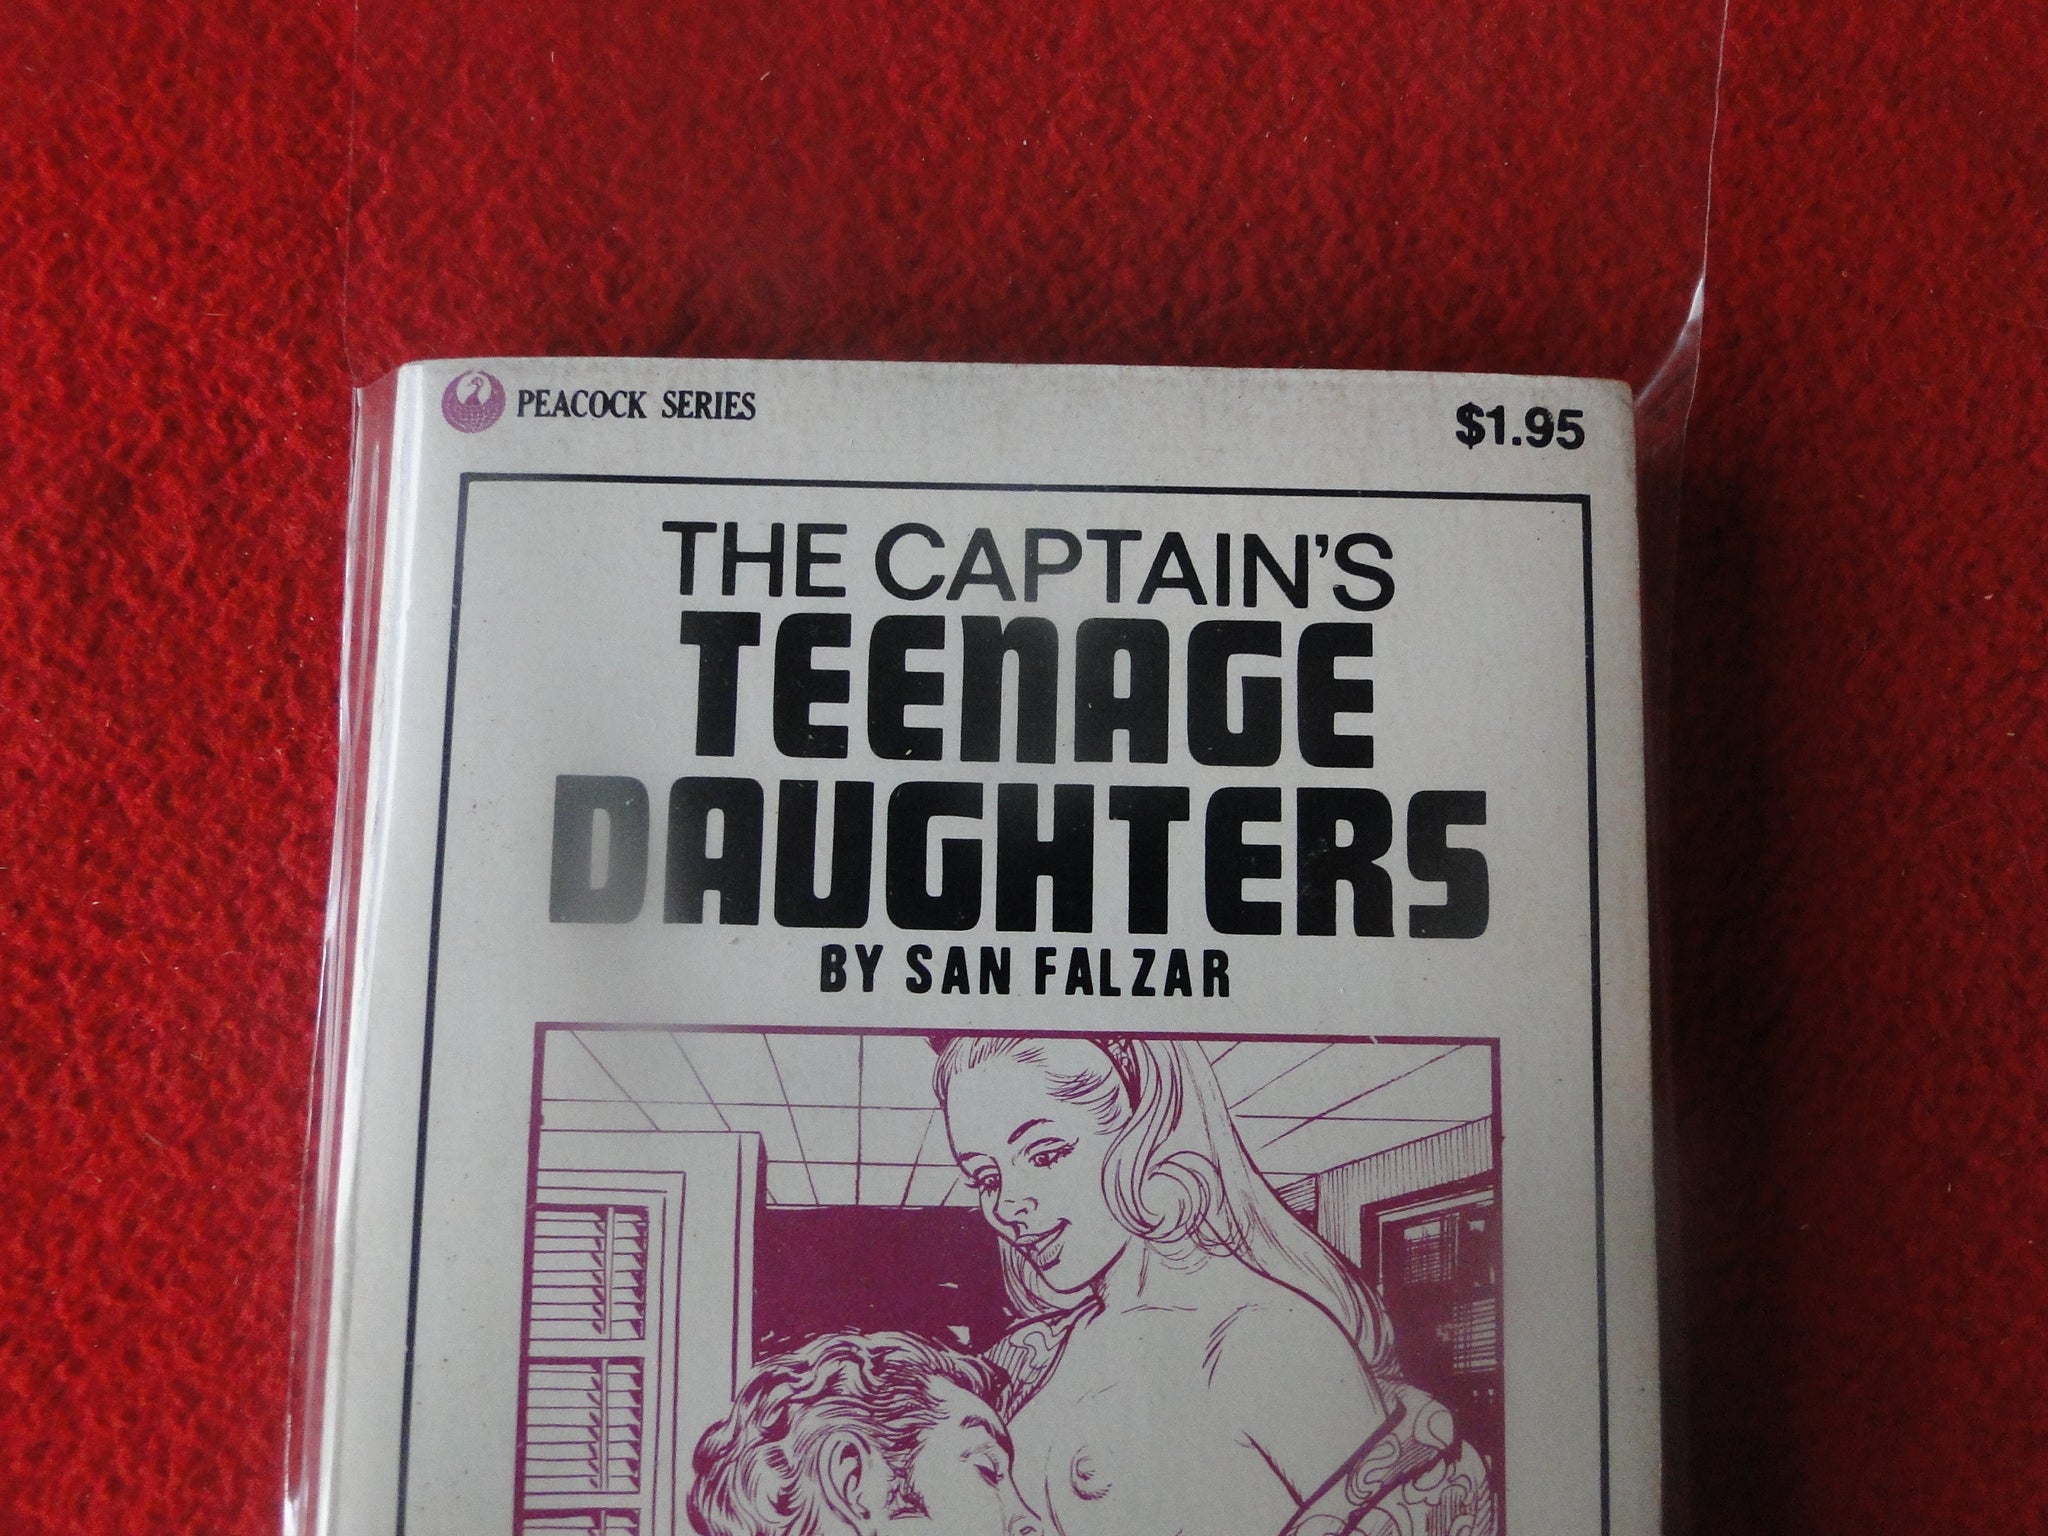 PEACOCK SERIES
$1.95
THE CAPTAIN'S
TEENAGE
DAUGHTERS
BY SAN FALZAR